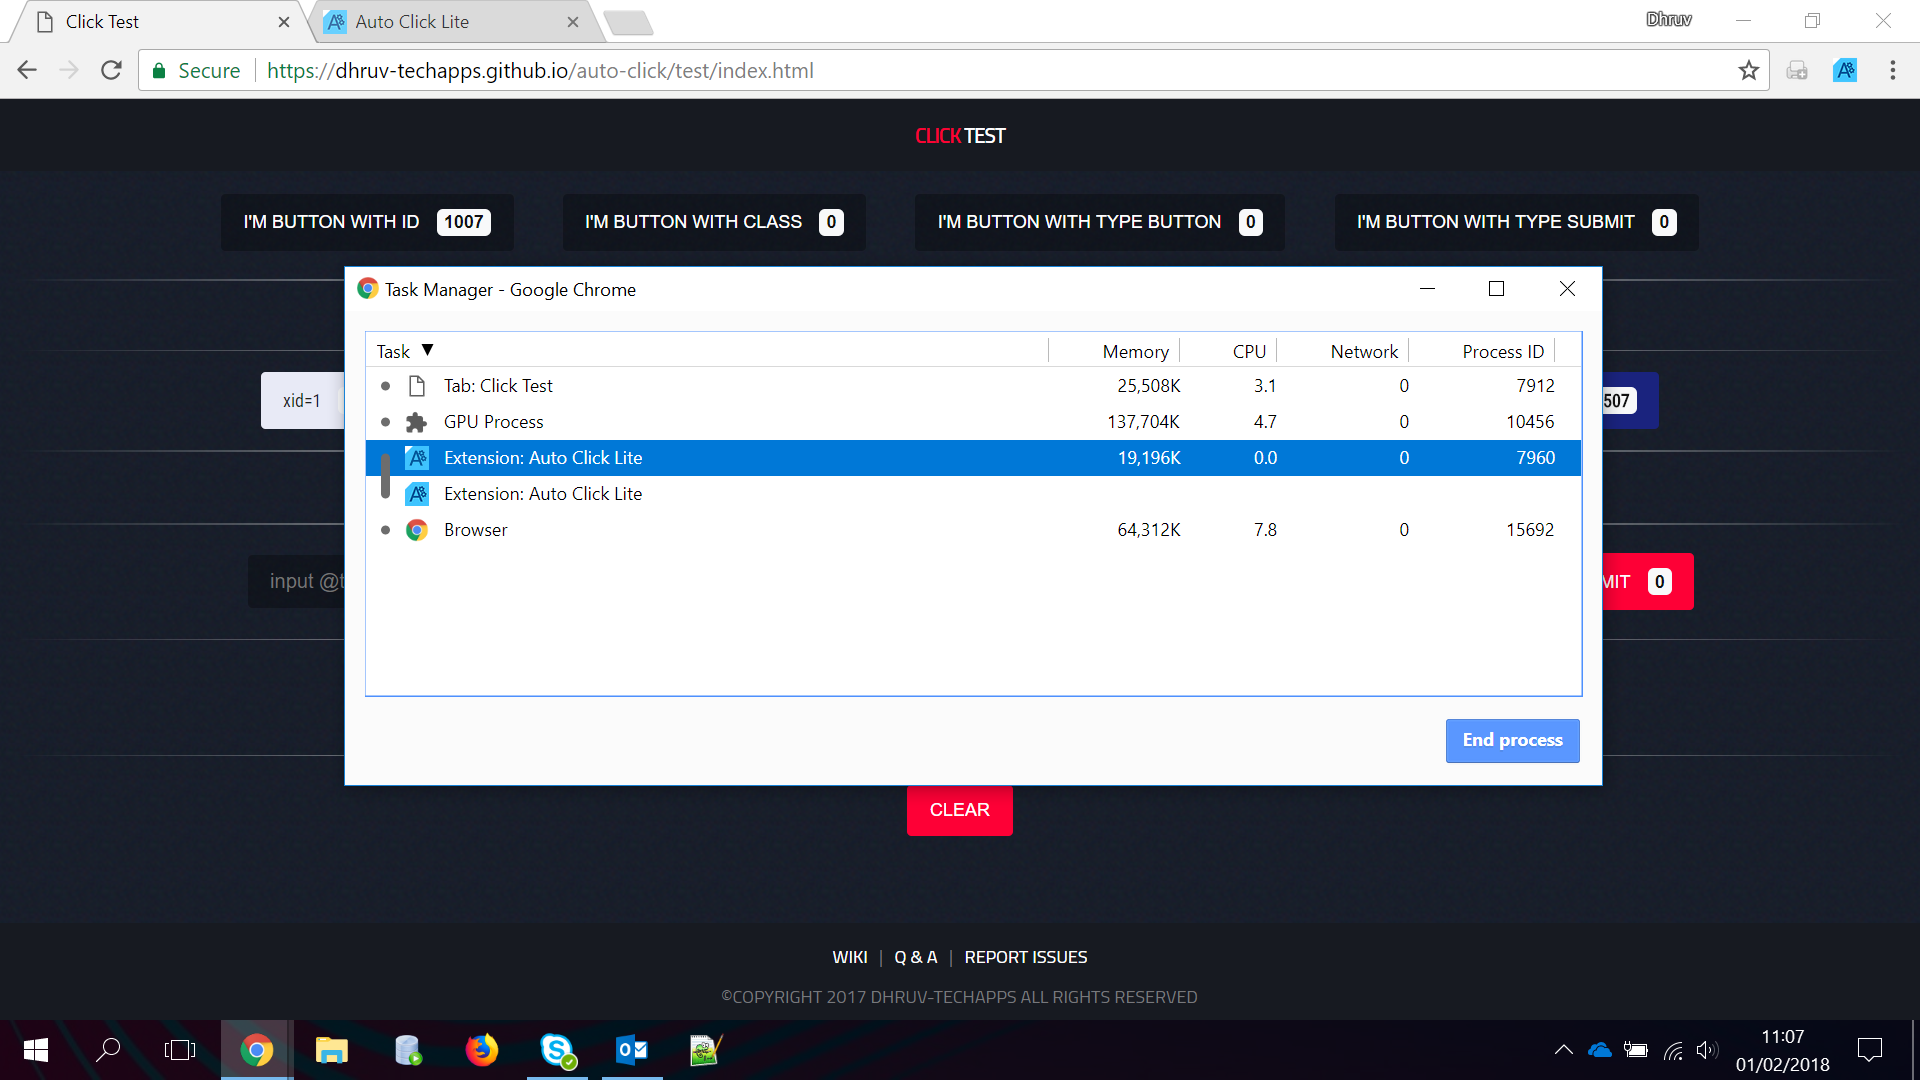 Click Test
Auto Click Lite
Dhruv
Secure https://dhruv-techapps.github.io/auto-click/test/index.html
CLICK TEST
I'M BUTTON WITH ID 1007
I'M BUTTON WITH CLASS 0
I'M BUTTON WITH TYPE BUTTON 0
I'M BUTTON WITH TYPE SUBMIT 0
Task Manager - Google Chrome
Task ▼ Memory CPU Network Process ID
Tab: Click Test 25,508K 3.1 0 7912
GPU Process 137,704K 4.7 0 10456
Extension: Auto Click Lite 19,196K 0.0 0 7960
Extension: Auto Click Lite
Browser 64,312K 7.8 0 15692
End process
xid=1
507
input @t
MIT 0
CLEAR
WIKI | Q & A | REPORT ISSUES
©COPYRIGHT 2017 DHRUV-TECHAPPS ALL RIGHTS RESERVED
11:07
01/02/2018